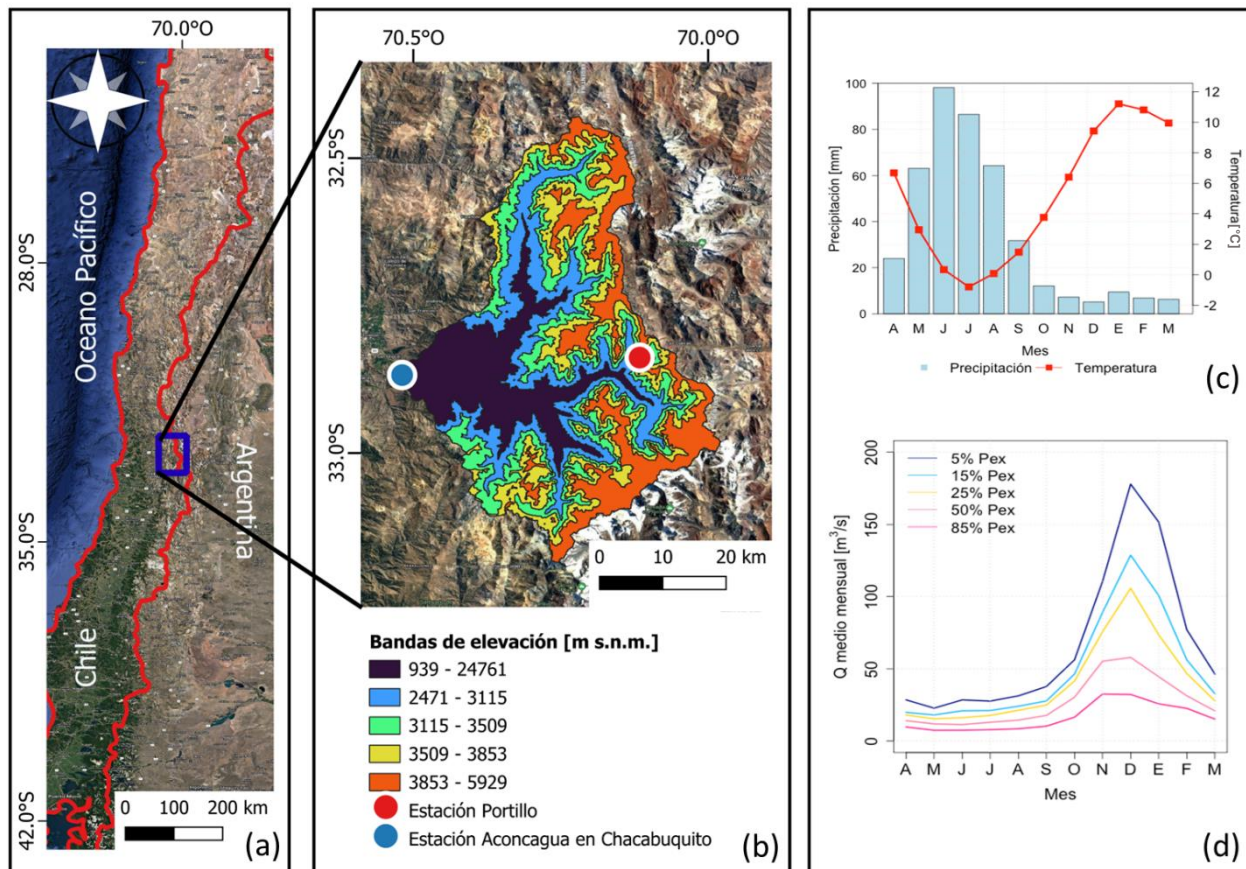 70.0°O
Oceano Pacífico
28.0°S
35.0°S
42.0°S
Chile
Argentina
0 100 200 km
(a)
70.5°O 70.0°O
32.5°S
33.0°S
0 10 20 km
Bandas de elevación [m s.n.m.]
939 - 24761
2471 - 3115
3115 - 3509
3509 - 3853
3853 - 5929
Estación Portillo
Estación Aconcagua en Chacabuquito
(b)
Precipitación [mm]
100
80
60
40
20
0
Temperatura[°C]
12
10
8
6
4
2
0
-2
A M J J A S O N D E F M
Mes
Precipitación Temperatura
(c)
Q medio mensual [m³/s]
200
150
100
50
0
5% Pex
15% Pex
25% Pex
50% Pex
85% Pex
A M J J A S O N D E F M
Mes
(d)